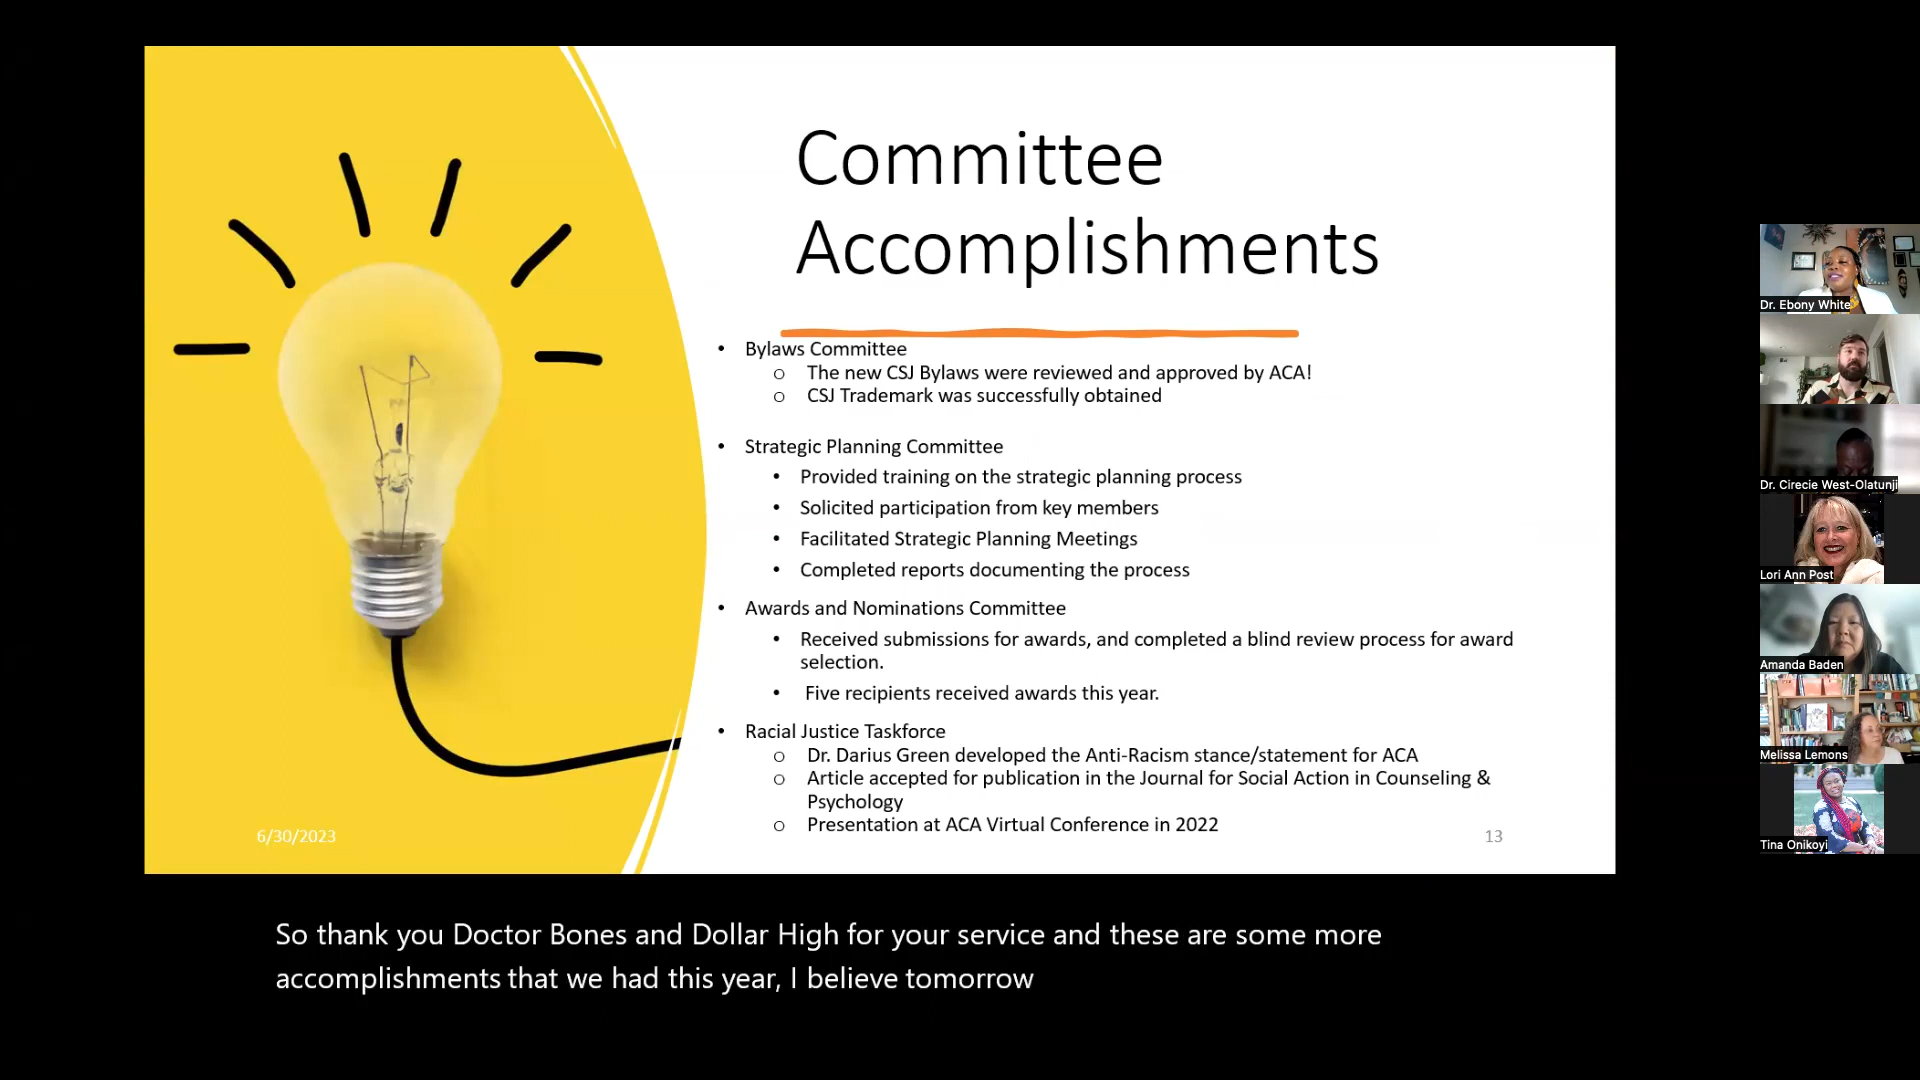 Committee
Accomplishments
• Bylaws Committee
o The new CSJ Bylaws were reviewed and approved by ACA!
o CSJ Trademark was successfully obtained
• Strategic Planning Committee
• Provided training on the strategic planning process
• Solicited participation from key members
• Facilitated Strategic Planning Meetings
• Completed reports documenting the process
• Awards and Nominations Committee
• Received submissions for awards, and completed a blind review process for award
selection.
• Five recipients received awards this year.
• Racial Justice Taskforce
o Dr. Darius Green developed the Anti-Racism stance/statement for ACA
o Article accepted for publication in the Journal for Social Action in Counseling &
Psychology
o Presentation at ACA Virtual Conference in 2022
6/30/2023
13
Dr. Ebony White
Dr. Cirecie West-Olatunji
Lori Ann Post
Amanda Baden
Melissa Lemons
Tina Onikoyi
So thank you Doctor Bones and Dollar High for your service and these are some more
accomplishments that we had this year, I believe tomorrow